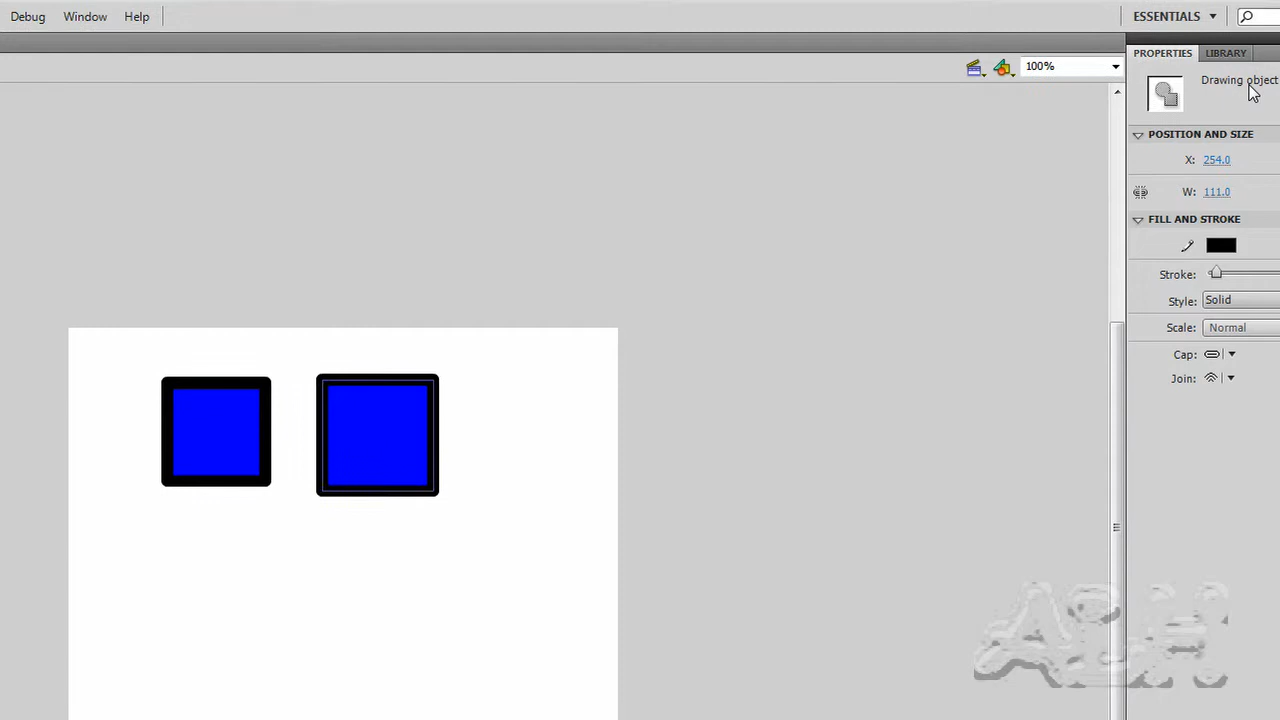 Debug Window Help
ESSENTIALS
100%
PROPERTIES LIBRARY
Drawing object
POSITION AND SIZE
X: 254.0
W: 111.0
FILL AND STROKE
Stroke:
Style: Solid
Scale: Normal
Cap:
Join: